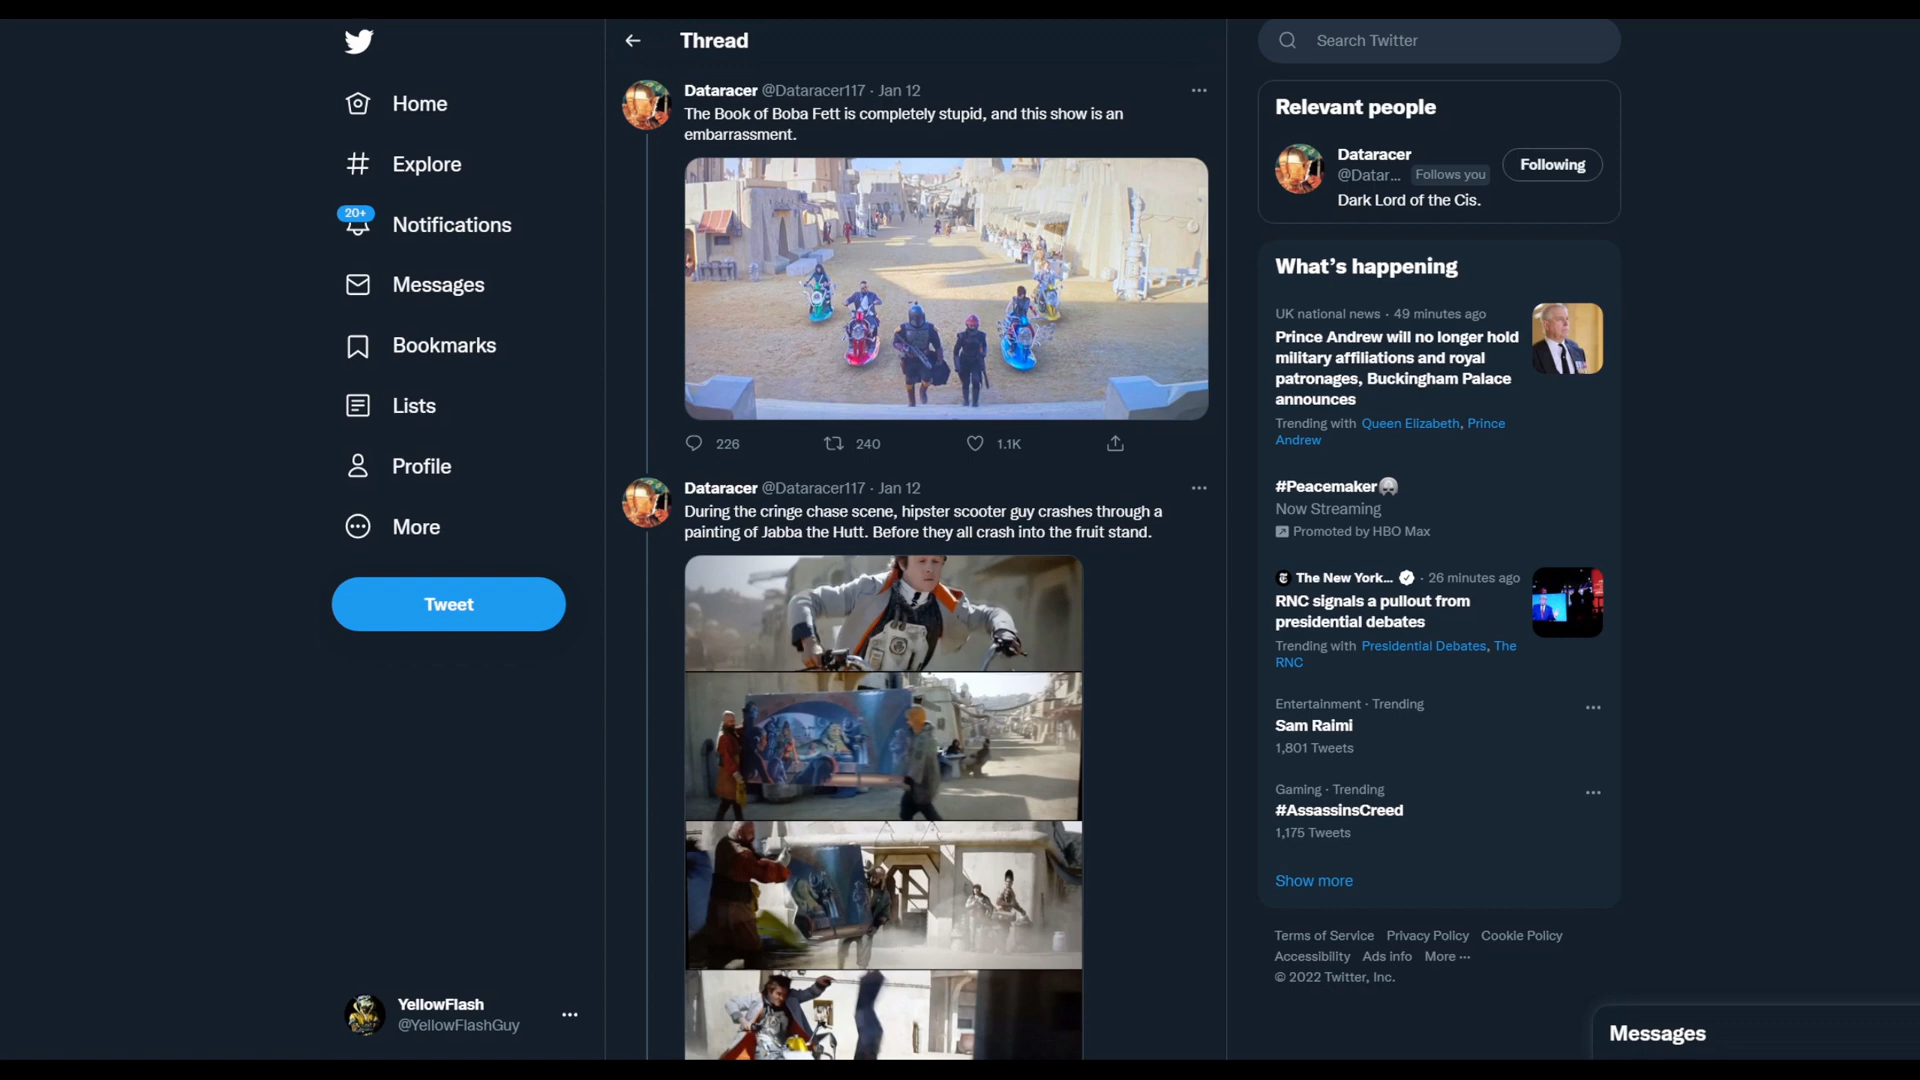 Home
Explore
20+
Notifications
Messages
Bookmarks
Lists
Profile
More
Tweet
YellowFlash
@YellowFlashGuy
Thread
Dataracer @Dataracer117 · Jan 12
The Book of Boba Fett is completely stupid, and this show is an
embarrassment.
226
240
1.1K
Dataracer @Dataracer117 · Jan 12
During the cringe chase scene, hipster scooter guy crashes through a
painting of Jabba the Hutt. Before they all crash into the fruit stand.
Search Twitter
Relevant people
Dataracer
@Datar... Follows you
Following
Dark Lord of the Cis.
What's happening
UK national news · 49 minutes ago
Prince Andrew will no longer hold
military affiliations and royal
patronages, Buckingham Palace
announces
Trending with Queen Elizabeth, Prince
Andrew
#Peacemaker
Now Streaming
Promoted by HBO Max
The New York... · 26 minutes ago
RNC signals a pullout from
presidential debates
Trending with Presidential Debates, The
RNC
Entertainment · Trending
Sam Raimi
1,801 Tweets
Gaming · Trending
#AssassinsCreed
1,175 Tweets
Show more
Terms of Service Privacy Policy Cookie Policy
Accessibility Ads info More ···
© 2022 Twitter, Inc.
Messages